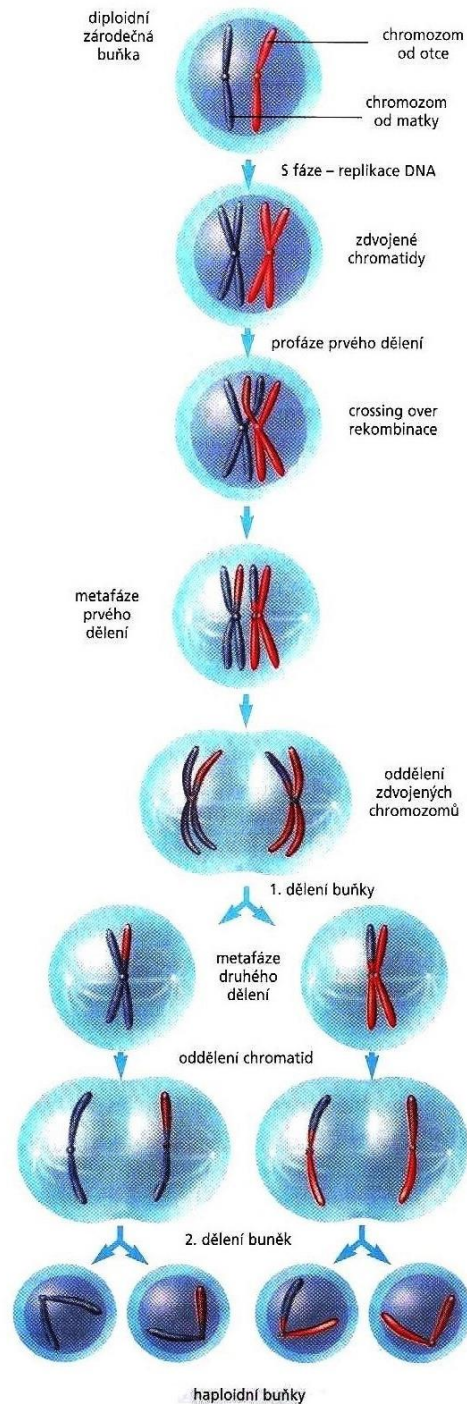 diploidní
zárodečná
buňka
chromozom
od otce
chromozom
od matky
S fáze – replikace DNA
zdvojené
chromatidy
profáze prvého dělení
crossing over
rekombinace
metafáze
prvého
dělení
oddělení
zdvojených
chromozomů
1. dělení buňky
metafáze
druhého
dělení
oddělení chromatid
2. dělení buněk
haploidní buňky